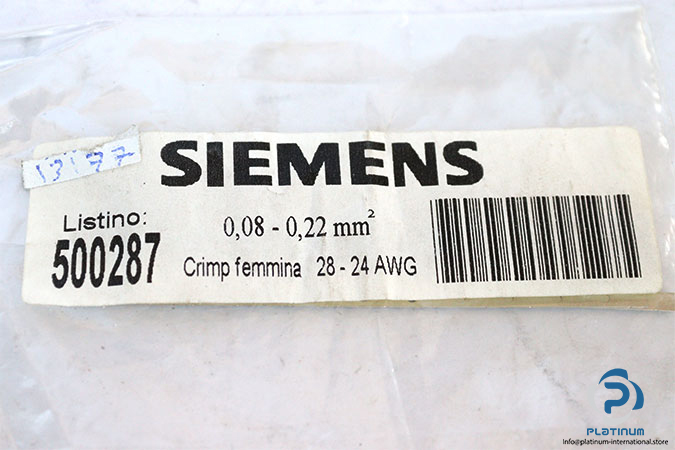 13177
SIEMENS
Listino:
500287
0,08 - 0,22 mm²
Crimp femmina 28 - 24 AWG
PLATINUM
info@platinum-international.store